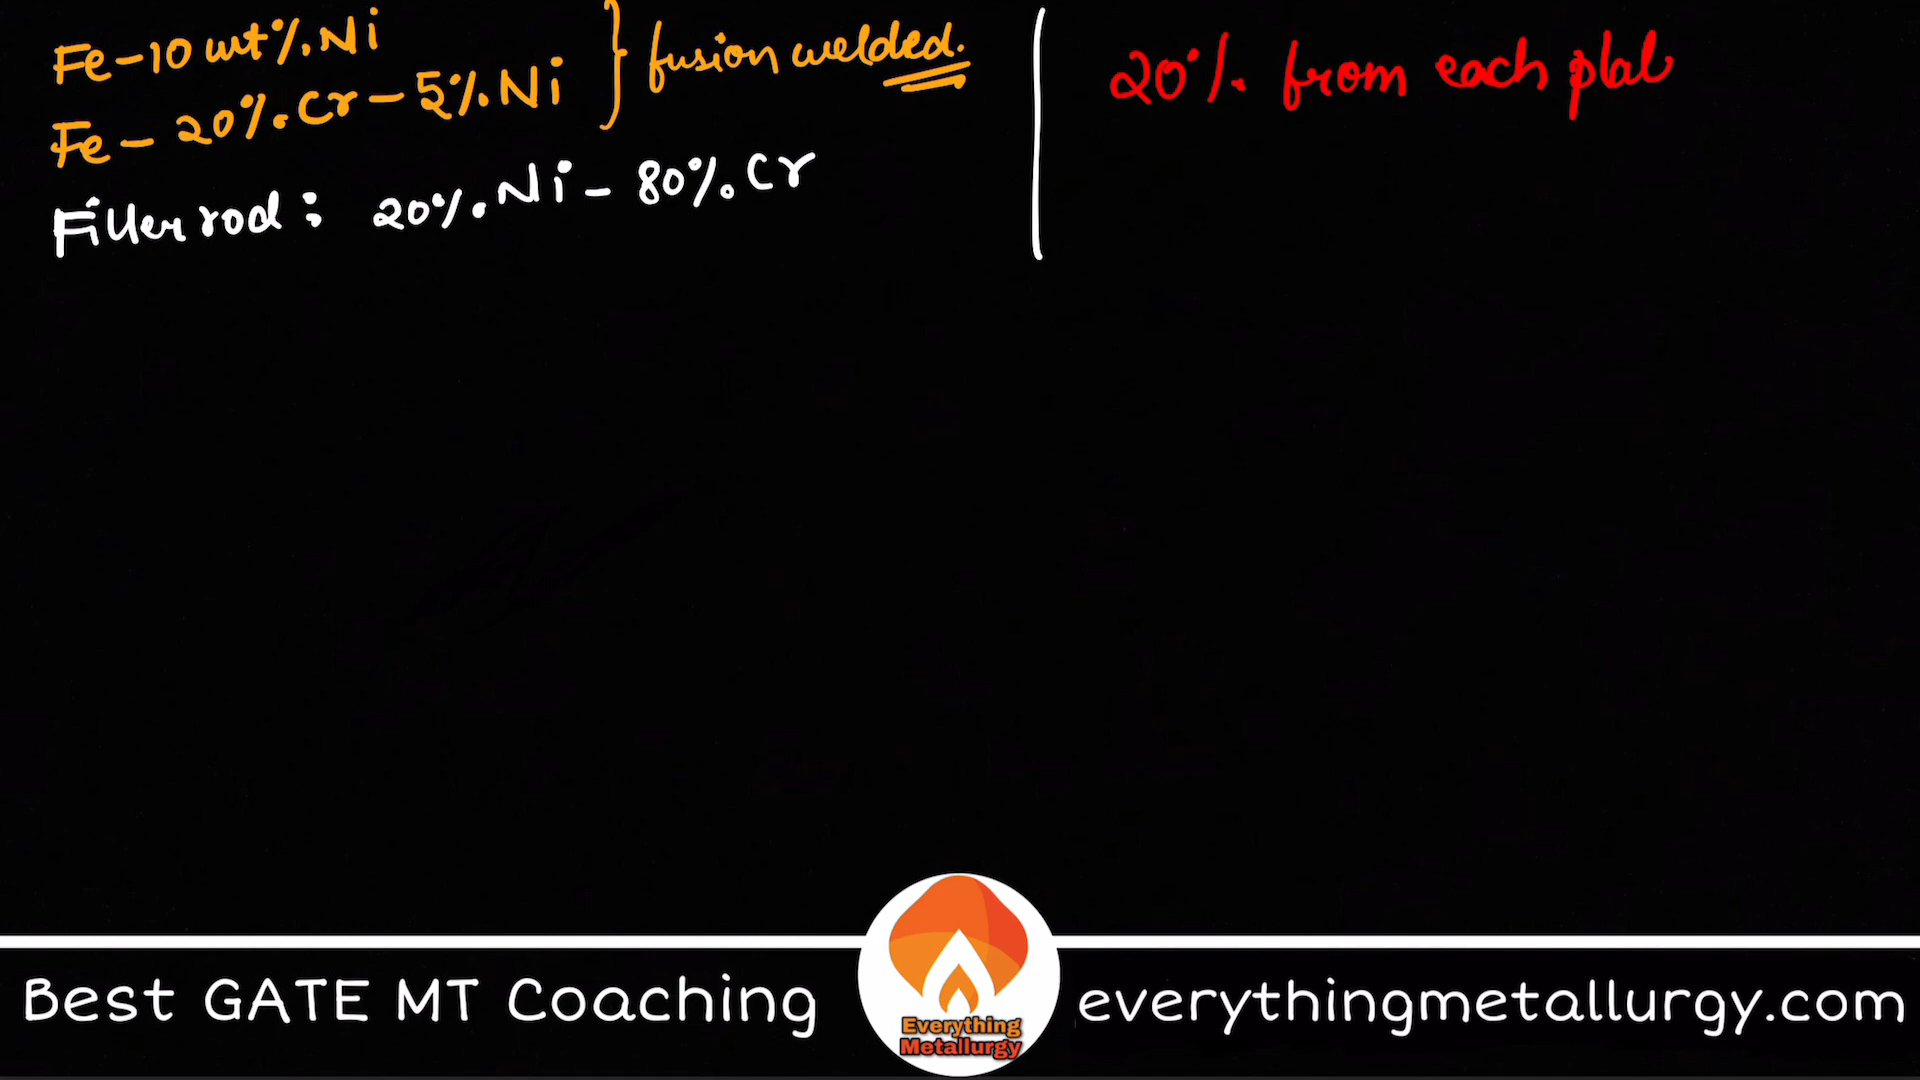 Fe-10 wt%.Ni
Fe-20%.Cr-5%.Ni
fusion welded.
Filler rod: 20%.Ni-80%.Cr
20%. from each plat
Best GATE MT Coaching
Everything
Metallurgy
everythingmetallurgy.com